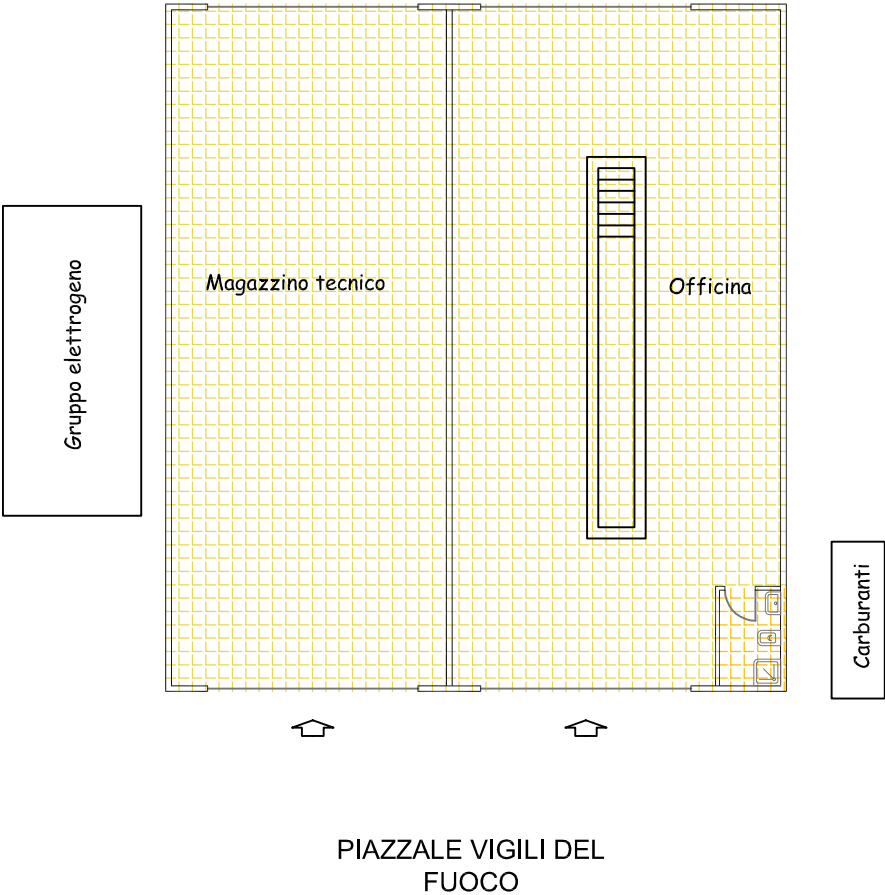 Gruppo elettrogeno
Magazzino tecnico
Officina
Carburanti
PIAZZALE VIGILI DEL
FUOCO